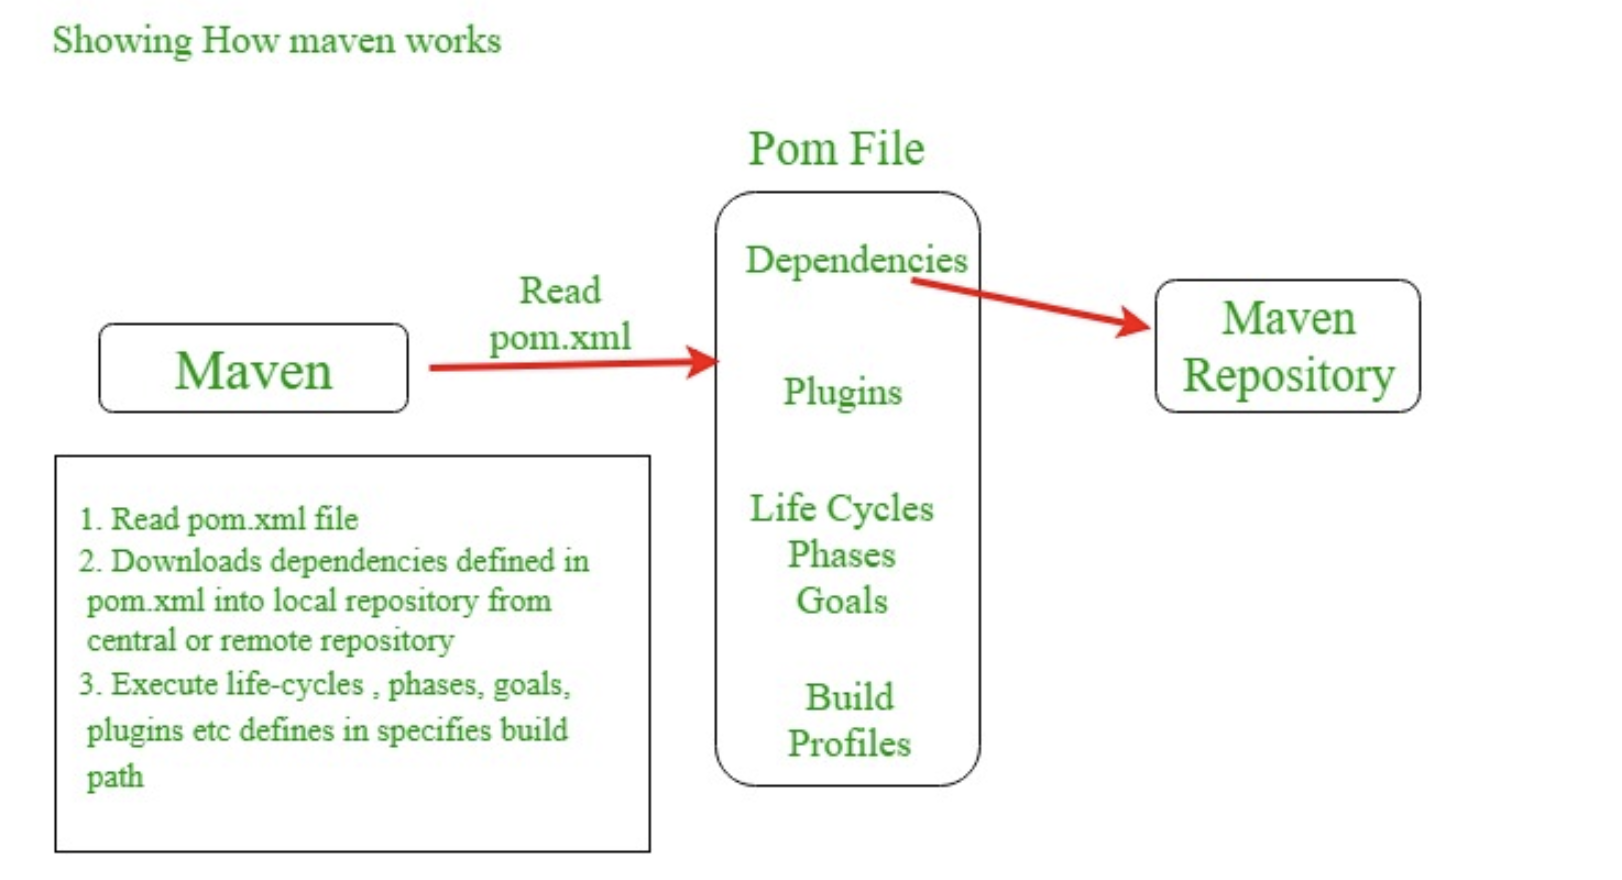 Showing How maven works
Pom File
Dependencies
Read
pom.xml
Maven
Maven
Repository
Plugins
Life Cycles
Phases
Goals
Build
Profiles
1. Read pom.xml file
2. Downloads dependencies defined in
pom.xml into local repository from
central or remote repository
3. Execute life-cycles , phases, goals,
plugins etc defines in specifies build
path